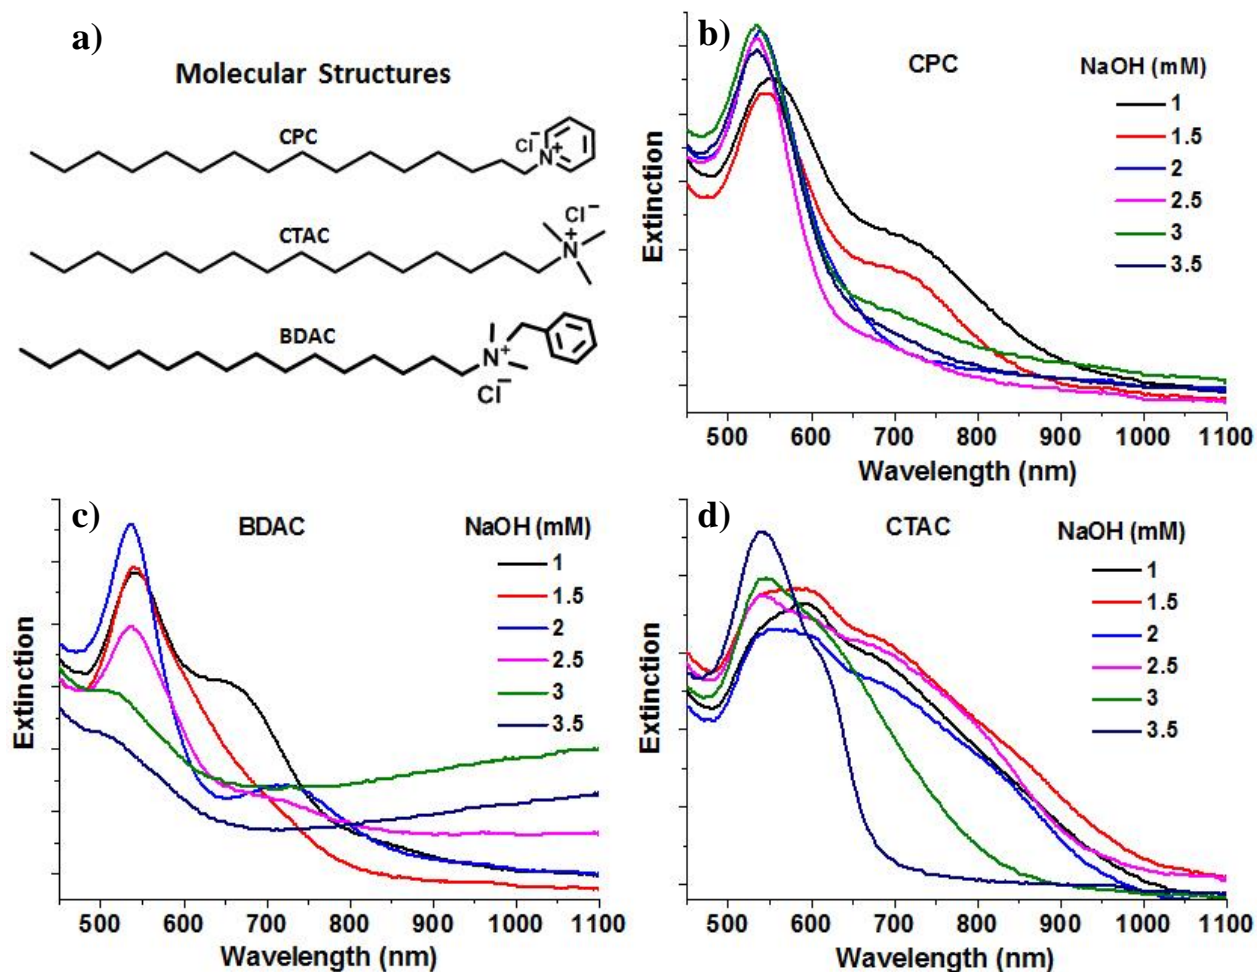 a)
Molecular Structures
CPC
Cl⁻
N⁺
CTAC
Cl⁻
N⁺
BDAC
N⁺
Cl⁻
b)
CPC
NaOH (mM)
1
1.5
2
2.5
3
3.5
Extinction
500 600 700 800 900 1000 1100
Wavelength (nm)
c)
BDAC
NaOH (mM)
1
1.5
2
2.5
3
3.5
Extinction
500 600 700 800 900 1000 1100
Wavelength (nm)
d)
CTAC
NaOH (mM)
1
1.5
2
2.5
3
3.5
Extinction
500 600 700 800 900 1000 1100
Wavelength (nm)